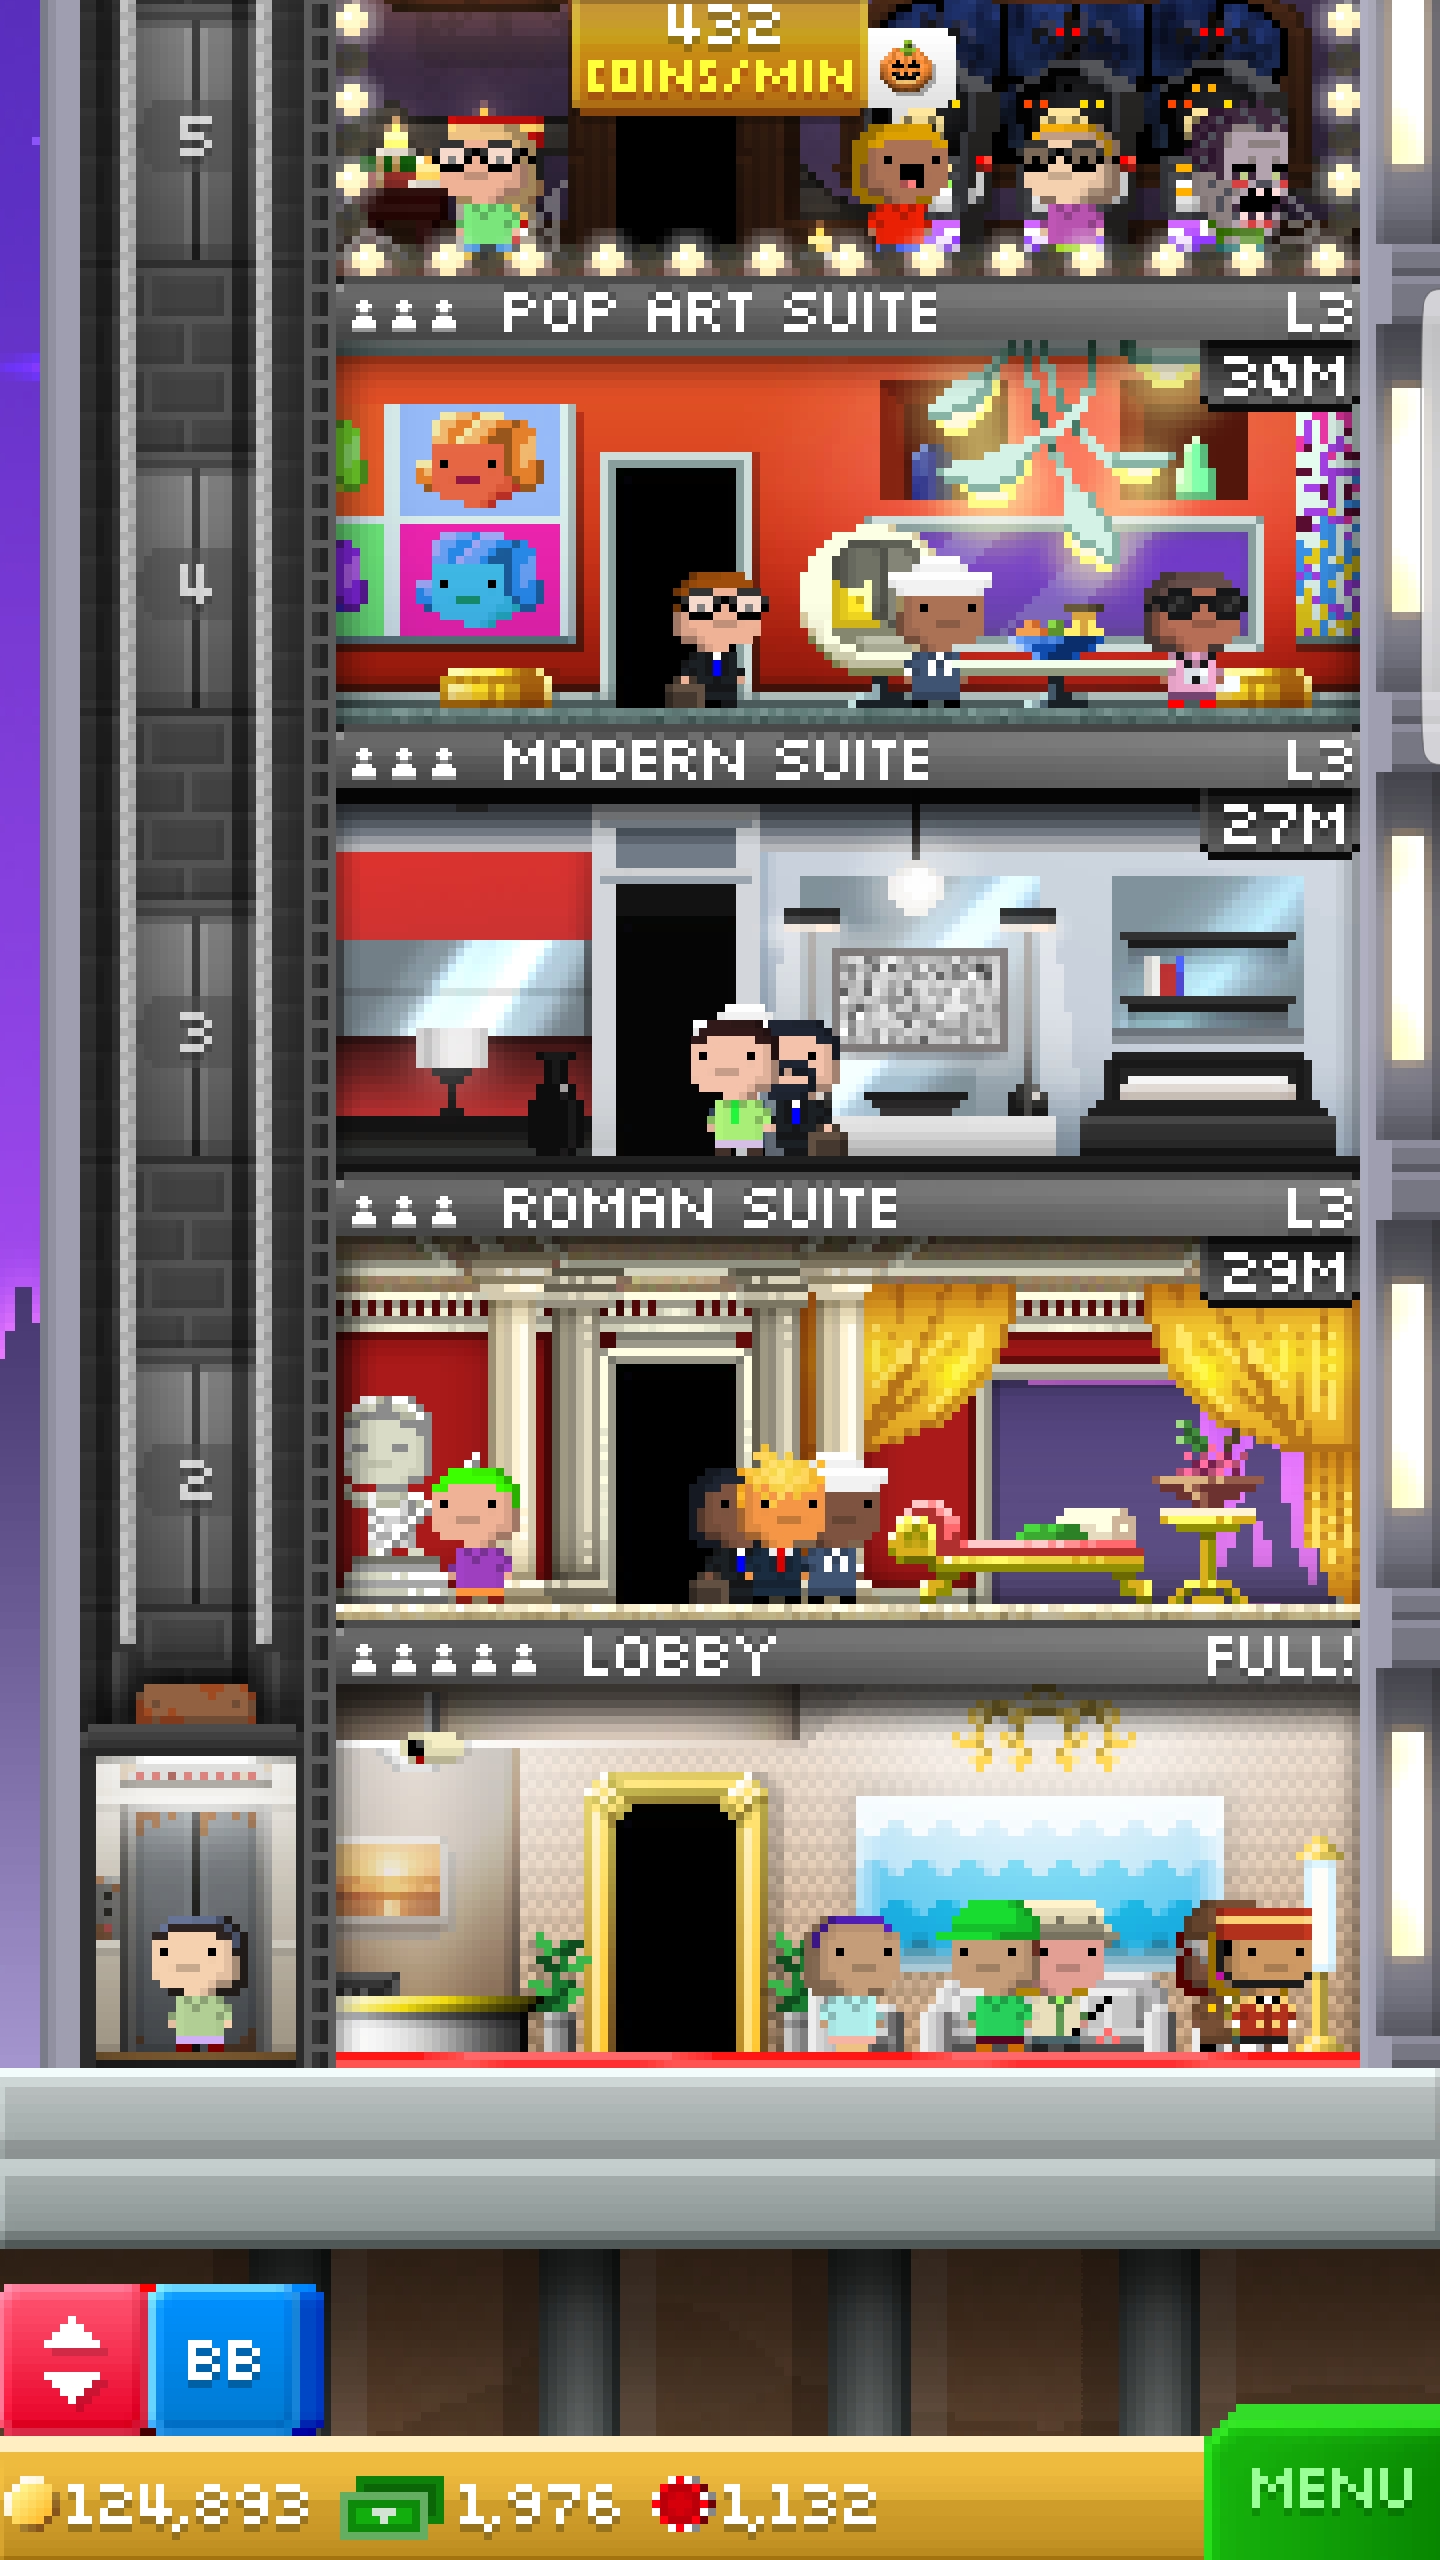 432
COINS/MIN
5
POP ART SUITE L3
30M
4
MODERN SUITE L3
27M
3
ROMAN SUITE L3
29M
2
LOBBY FULL!
BB
MENU
124,893 1,976 1,132